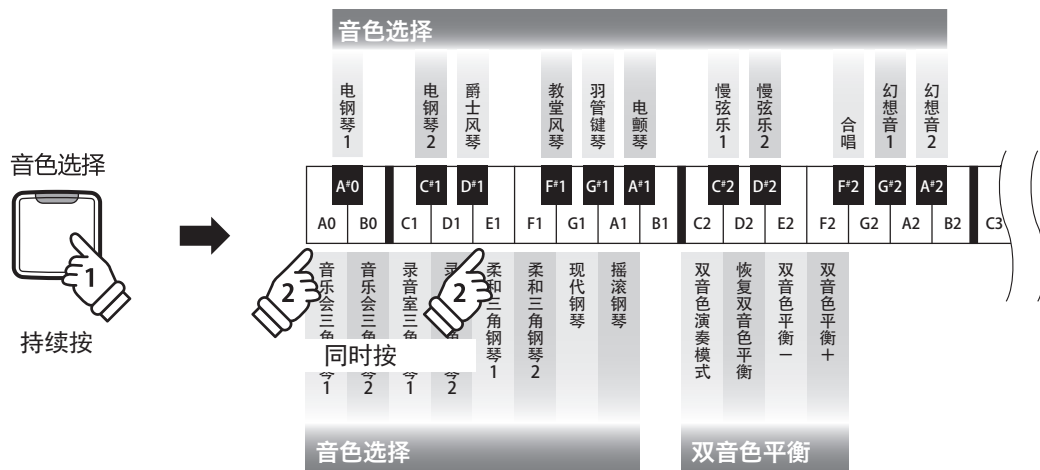 音色选择
电钢琴1
电钢琴2
爵士风琴
教堂风琴
羽管键琴
电颤琴
慢弦乐1
慢弦乐2
合唱
幻想音1
幻想音2
音色选择
1
持续按
A#0
C#1
D#1
F#1
G#1
A#1
C#2
D#2
F#2
G#2
A#2
A0
B0
C1
D1
E1
F1
G1
A1
B1
C2
D2
E2
F2
G2
A2
B2
C3
2
2
同时按
音乐会三角 琴1
音乐会三角 琴2
录音室三角 琴1
录 角 琴2
柔和三角钢琴1
柔和三角钢琴2
现代钢琴
摇滚钢琴
双音色演奏模式
恢复双音色平衡
双音色平衡－
双音色平衡＋
音色选择
双音色平衡